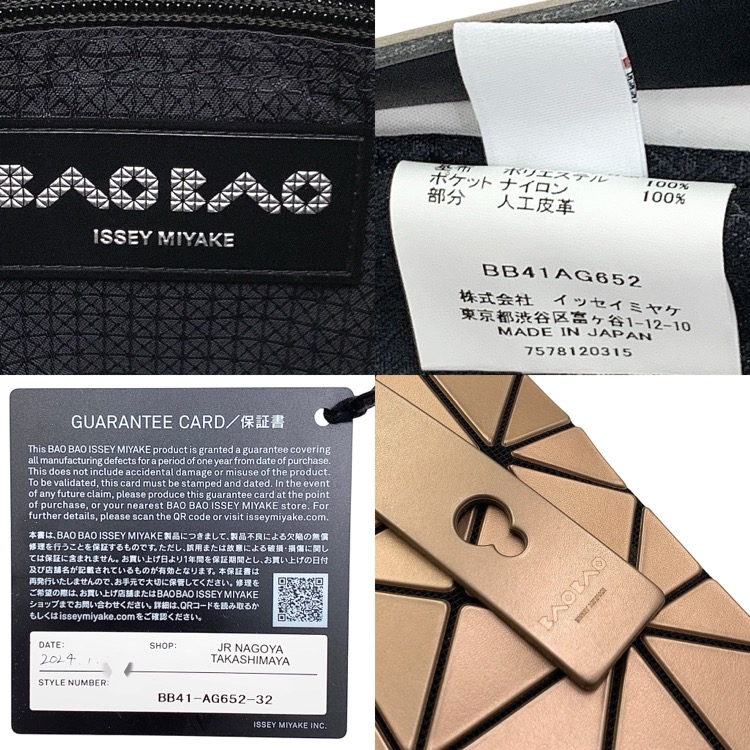 BAO BAO
ISSEY MIYAKE
ポリエステル 100%
ポケット ナイロン 100%
部分 人工皮革
BB41AG652
株式会社 イッセイミヤケ
東京都渋谷区富ヶ谷1-12-10
MADE IN JAPAN
7578120315
GUARANTEE CARD/保証書
This BAO BAO ISSEY MIYAKE product is granted a guarantee covering
all manufacturing defects for a period of one year from date of purchase.
This does not include accidental damage or misuse of the product.
To be validated, this card must be stamped and dated. In the event
of any future claim, please produce this guarantee card at the point
of purchase, or your nearest BAO BAO ISSEY MIYAKE store. For
further details, please scan the QR code or visit isseymiyake.com.
本書は、BAO BAO ISSEY MIYAKE製品につきまして、製品不良による欠陥の無償
修理を行うことを保証するものです。ただし、誤用または故意による破損・損傷に関し
ては保証に含まれません。お買い上げ日より1年間を保証期間とし、お買い上げの日付
及び店舗名が記載されているものが有効となります。本保証書は
再発行いたしませんので、お手元で大切に保管してください。修理を
ご希望の際は、お買い上げ店舗またはBAO BAO ISSEY MIYAKE
ショップまでお問い合わせください。詳細は、QRコードを読み取るから
もしくはisseymiyake.comをご確認ください。
DATE: 2024. 1.
SHOP: JR NAGOYA
TAKASHIMAYA
STYLE NUMBER: BB41-AG652-32
ISSEY MIYAKE INC.
BAO BAO
ISSEY MIYAKE